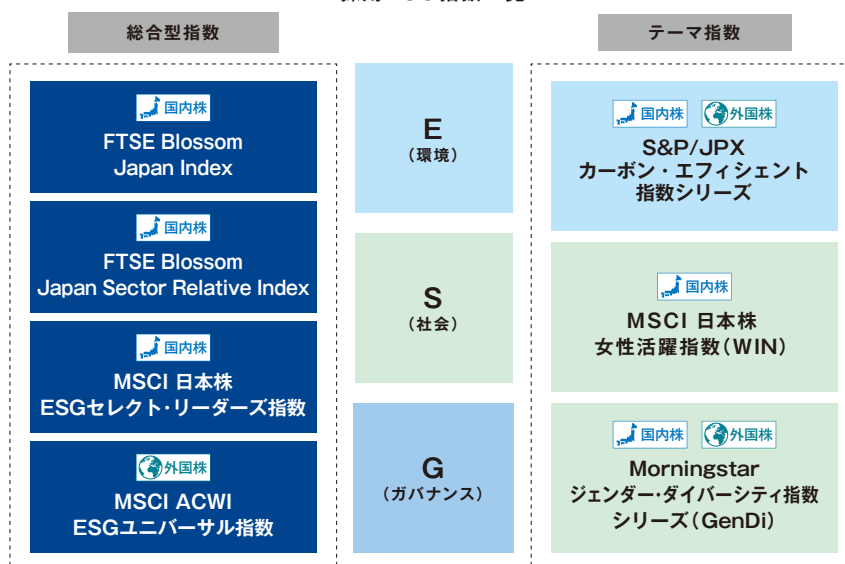 総合型指数
国内株
FTSE Blossom
Japan Index
国内株
FTSE Blossom
Japan Sector Relative Index
国内株
MSCI 日本株
ESGセレクト・リーダーズ指数
外国株
MSCI ACWI
ESGユニバーサル指数
E
(環境)
S
(社会)
G
(ガバナンス)
テーマ指数
国内株 外国株
S&P/JPX
カーボン・エフィシェント
指数シリーズ
国内株
MSCI 日本株
女性活躍指数(WIN)
国内株 外国株
Morningstar
ジェンダー・ダイバーシティ指数
シリーズ(GenDi)